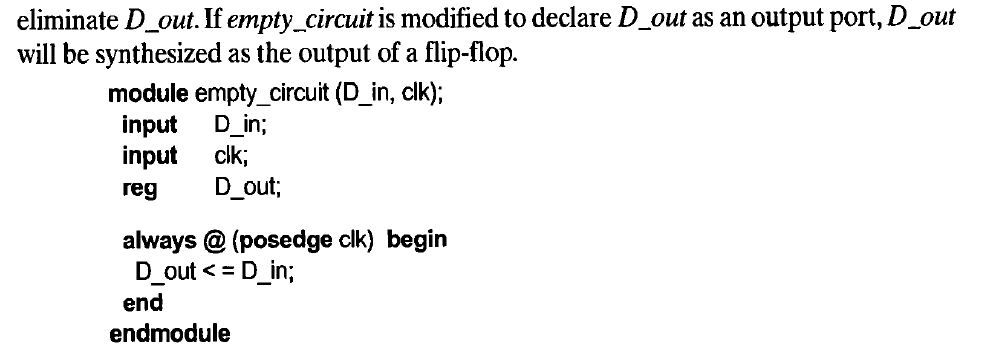 eliminate D_out. If empty_circuit is modified to declare D_out as an output port, D_out
will be synthesized as the output of a flip-flop.
module empty_circuit (D_in, clk);
input D_in;
input clk;
reg D_out;
always @ (posedge clk) begin
D_out < = D_in;
end
endmodule